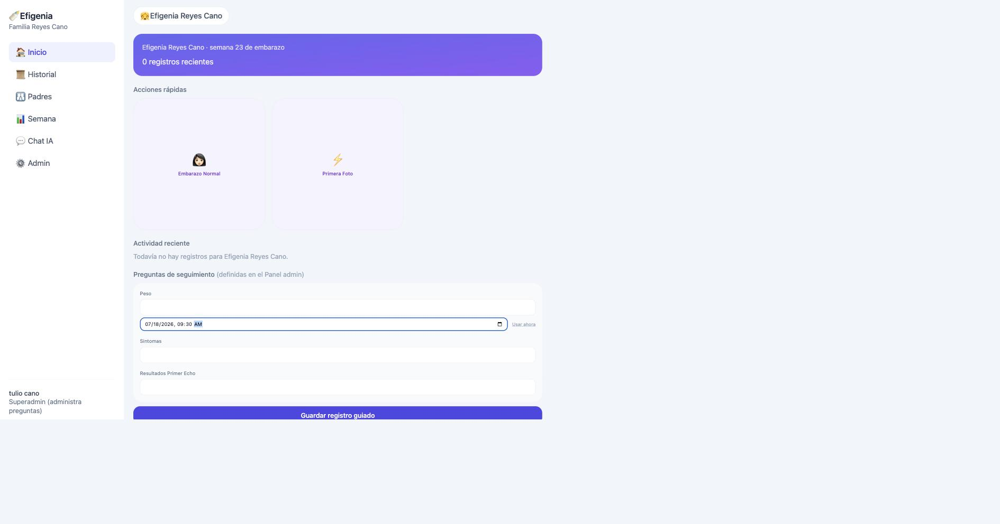 Efigenia
Familia Reyes Cano
Inicio
Historial
Padres
Semana
Chat IA
Admin
tulio cano
Superadmin (administra
preguntas)
Efigenia Reyes Cano
Efigenia Reyes Cano · semana 23 de embarazo
0 registros recientes
Acciones rápidas
Embarazo Normal
Primera Foto
Actividad reciente
Todavía no hay registros para Efigenia Reyes Cano.
Preguntas de seguimiento (definidas en el Panel admin)
Peso
07/18/2026, 09:30 AM
Usar ahora
Sintomas
Resultados Primer Echo
Guardar registro guiado